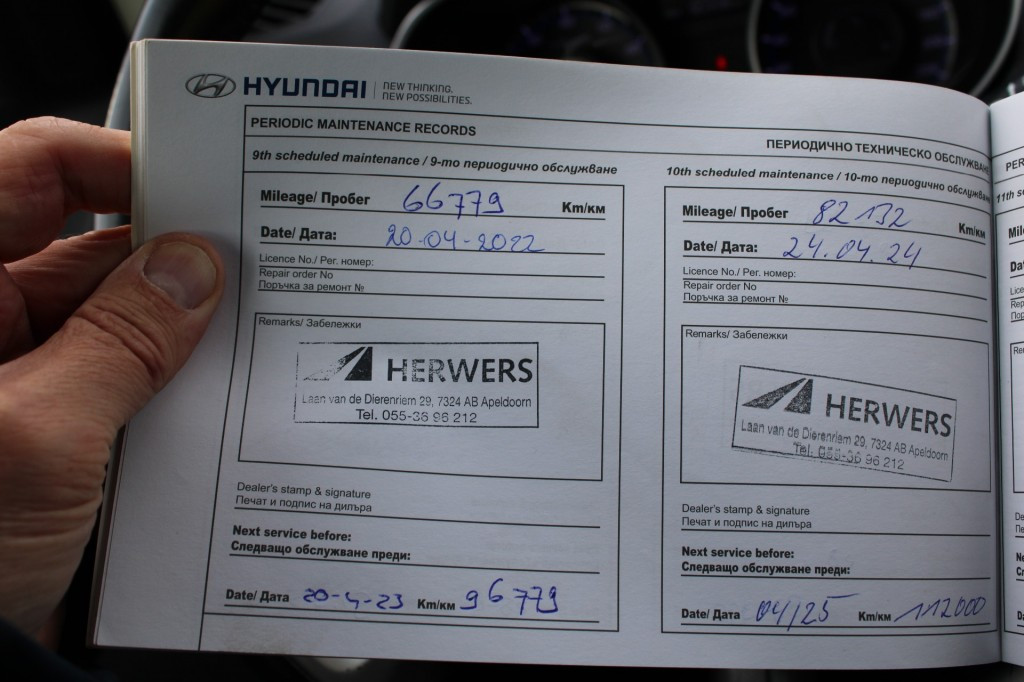 HYUNDAI
NEW THINKING.
NEW POSSIBILITIES.
PERIODIC MAINTENANCE RECORDS
ПЕРИОДИЧНО ТЕХНИЧЕСКО ОБСЛУЖВАНЕ
9th scheduled maintenance / 9-то периодично обслужване
Mileage/ Пробег 66779 Km/км
Date/ Дата: 20-04-2022
Licence No./ Рег. номер:
Repair order No
Поръчка за ремонт №
Remarks/ Забележки
HERWERS
Laan van de Dierenriem 29, 7324 AB Apeldoorn
Tel. 055-36 96 212
Dealer's stamp & signature
Печат и подпис на дилъра
Next service before:
Следващо обслужване преди:
Date/ Дата 20-4-23 Km/км 96779
10th scheduled maintenance / 10-то периодично обслужване
Mileage/ Пробег 82132 Km/км
Date/ Дата: 24.04.24
Licence No./ Рег. номер:
Repair order No
Поръчка за ремонт №
Remarks/ Забележки
HERWERS
Laan van de Dierenriem 29, 7324 AB Apeldoorn
Tel. 055-36 96 212
Dealer's stamp & signature
Печат и подпис на дилъра
Next service before:
Следващо обслужване преди:
Date/ Дата 04/25 Km/км 112000
11th